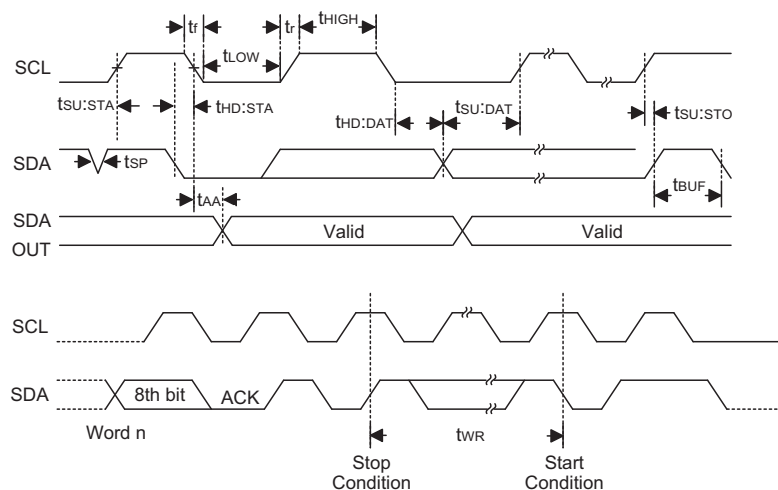 tf tr tHIGH
SCL tLOW
tSU:STA tHD:STA tHD:DAT tSU:DAT tSU:STO
SDA tSP tBUF
tAA
SDA
OUT Valid Valid
SCL
SDA 8th bit ACK
Word n tWR
Stop
Condition Start
Condition